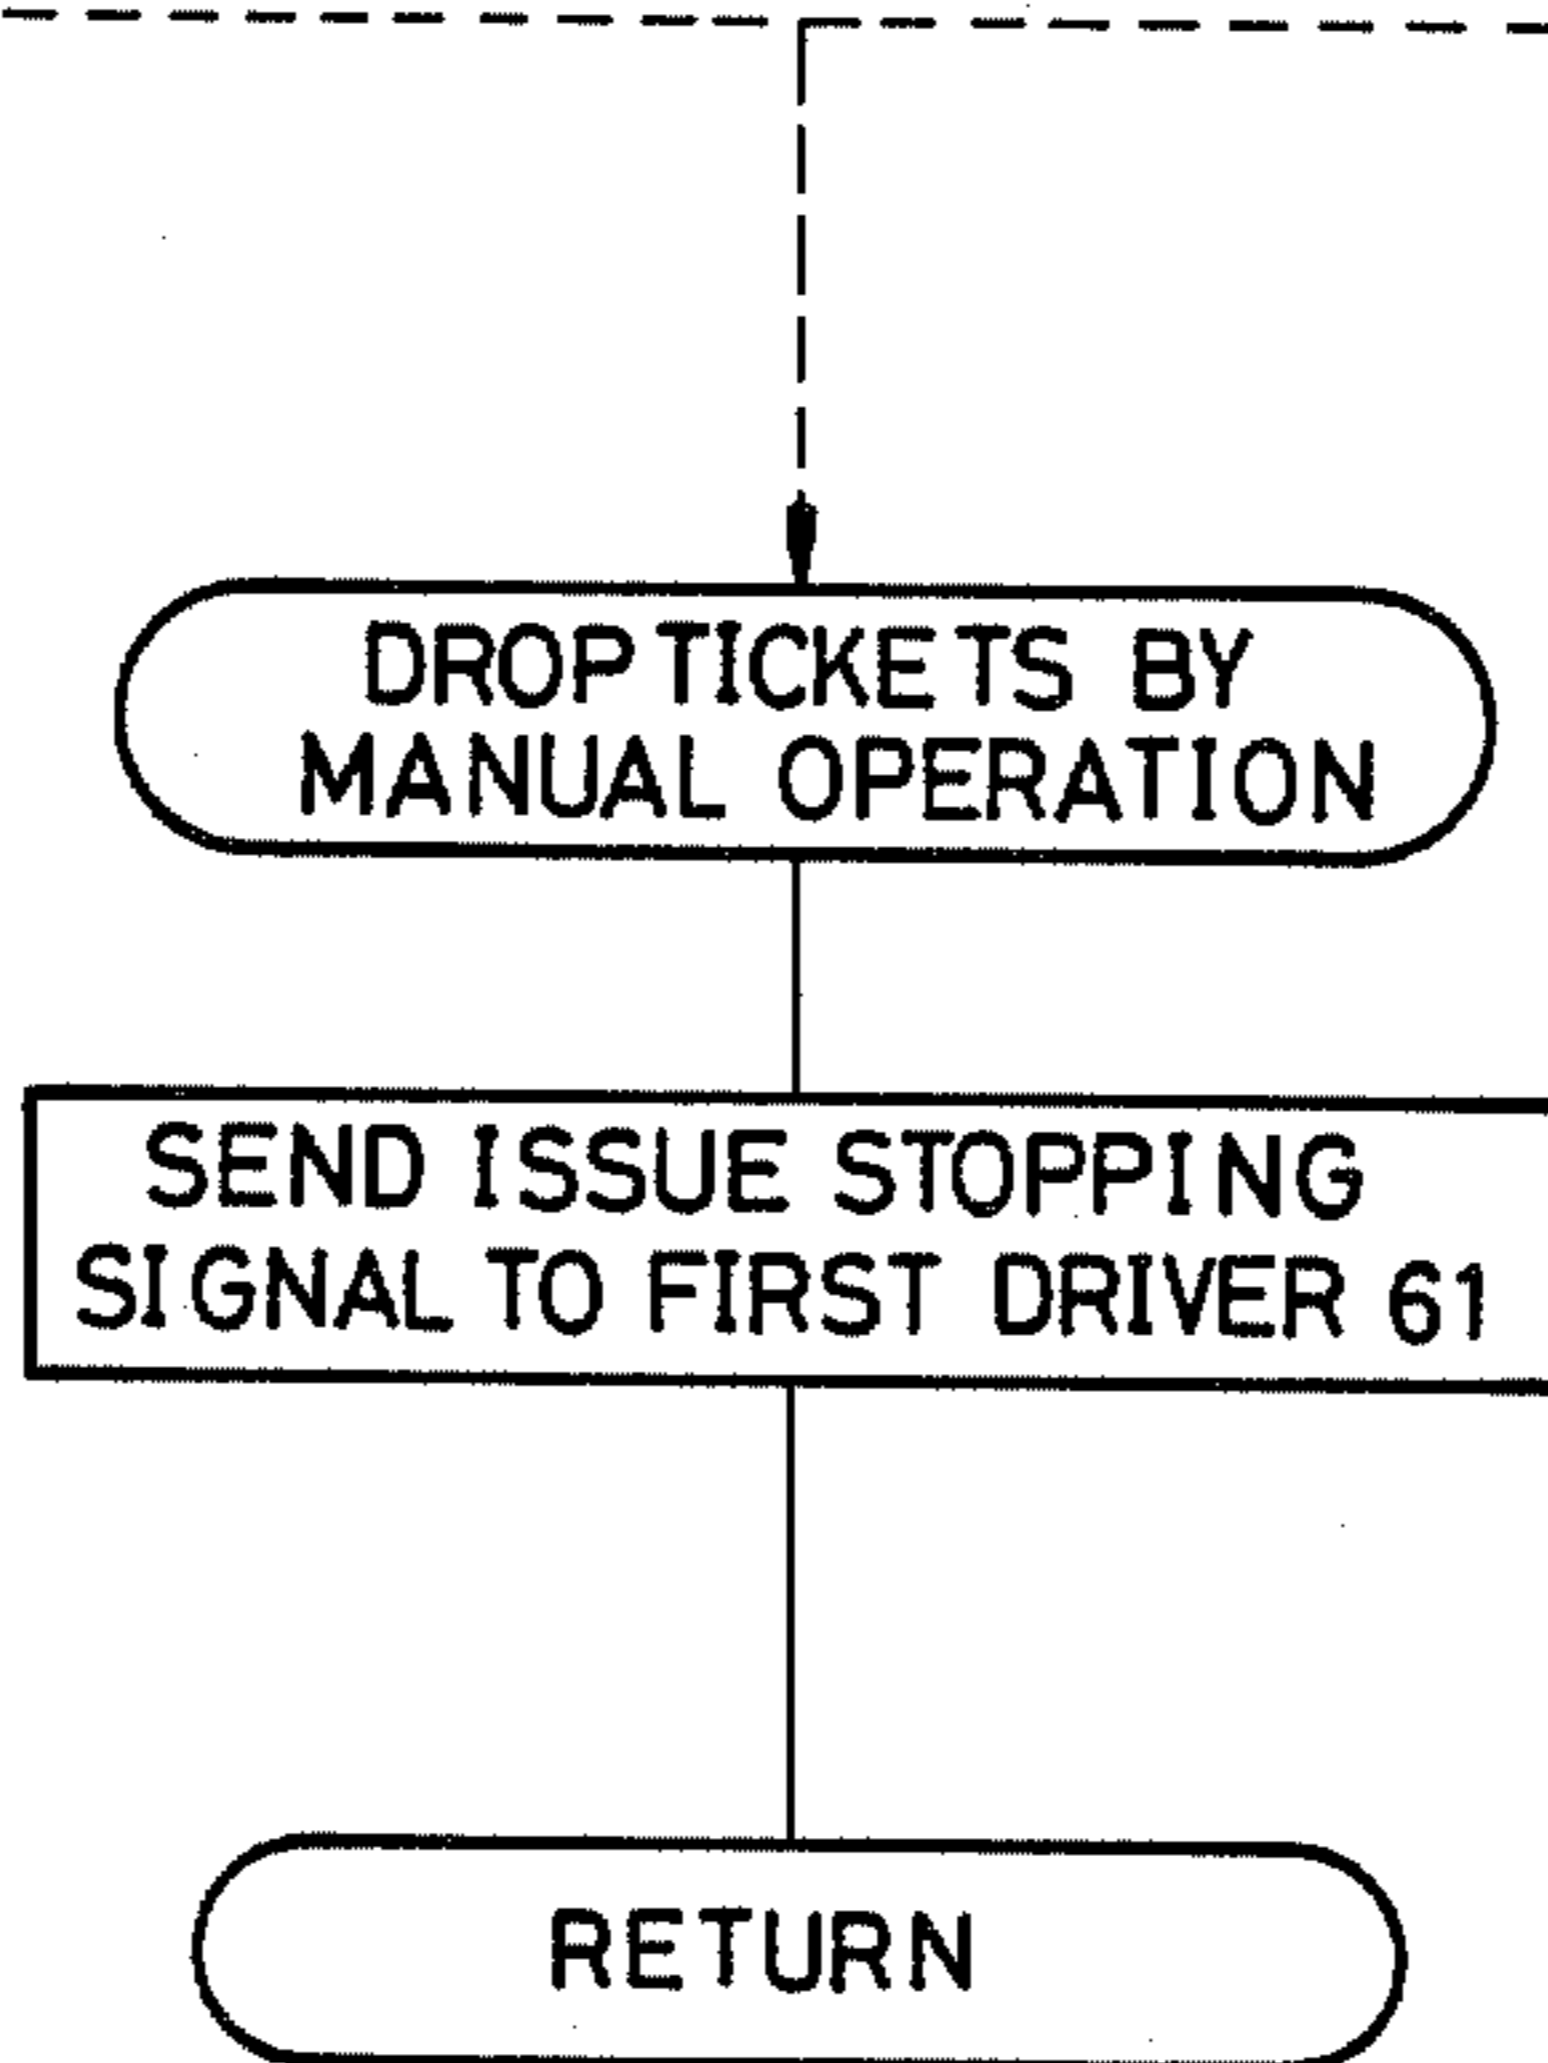 DROP TICKETS BY
MANUAL OPERATION
SEND ISSUE STOPPING
SIGNAL TO FIRST DRIVER 61
RETURN